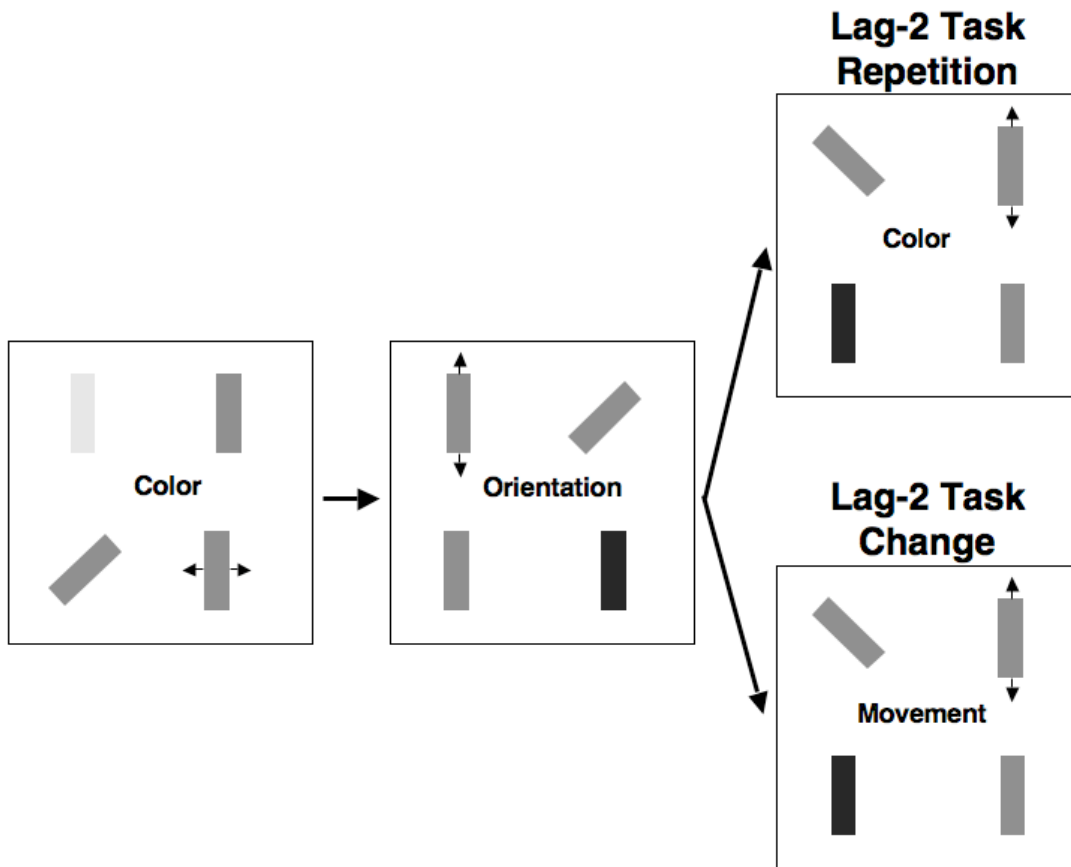 Color
Orientation
Lag-2 Task
Repetition
Color
Lag-2 Task
Change
Movement